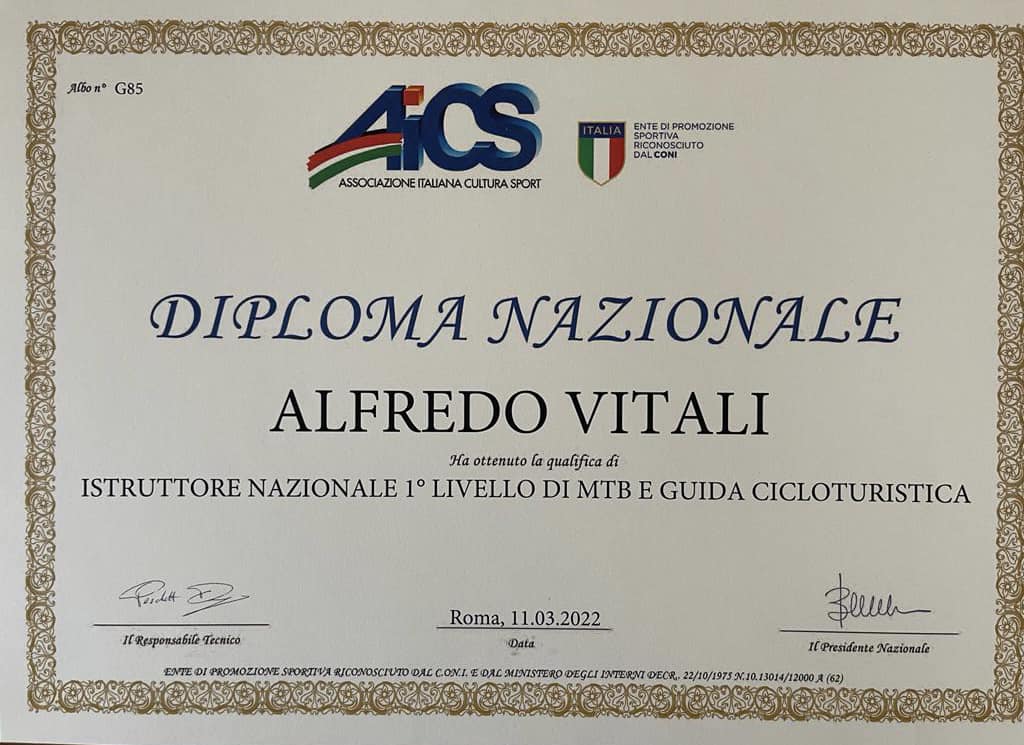 Albo n° G85
AiCS
ASSOCIAZIONE ITALIANA CULTURA SPORT
ITALIA
ENTE DI PROMOZIONE
SPORTIVA
RICONOSCIUTO
DAL CONI
DIPLOMA NAZIONALE
ALFREDO VITALI
Ha ottenuto la qualifica di
ISTRUTTORE NAZIONALE 1° LIVELLO DI MTB E GUIDA CICLOTURISTICA
Roma, 11.03.2022
Il Responsabile Tecnico
Data
Il Presidente Nazionale
ENTE DI PROMOZIONE SPORTIVA RICONOSCIUTO DAL C.O.N.I. E DAL MINISTERO DEGLI INTERNI DECR,. 22/10/1975 N.10.13014/12000 A (62)